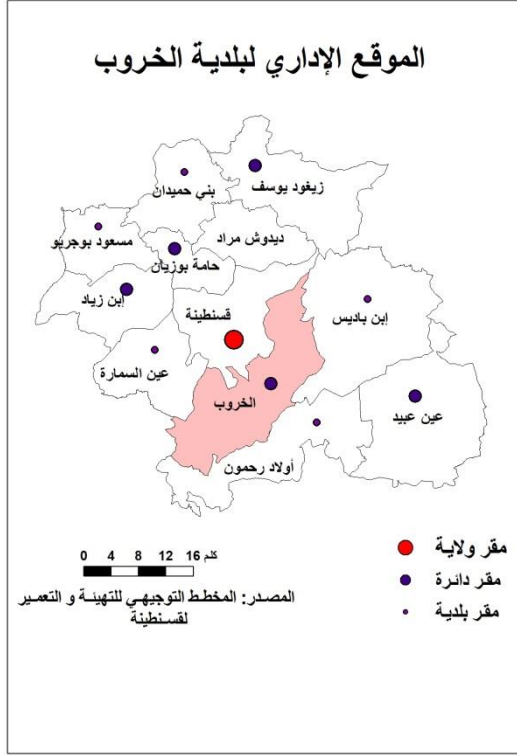 الموقع الإداري لبلدية الخروب
زيغود يوسف
بني حميدان
ديدوش مراد
مسعود بوجريو
حامة بوزيان
إبن زياد
قسنطينة
إبن باديس
عين السمارة
الخروب
عين عبيد
أولاد رحمون
0 4 8 12 16 كلم
مقر ولاية
مقر دائرة
مقر بلدية
المصدر: المخطط التوجيهي للتهيئة و التعمير
لقسنطينة